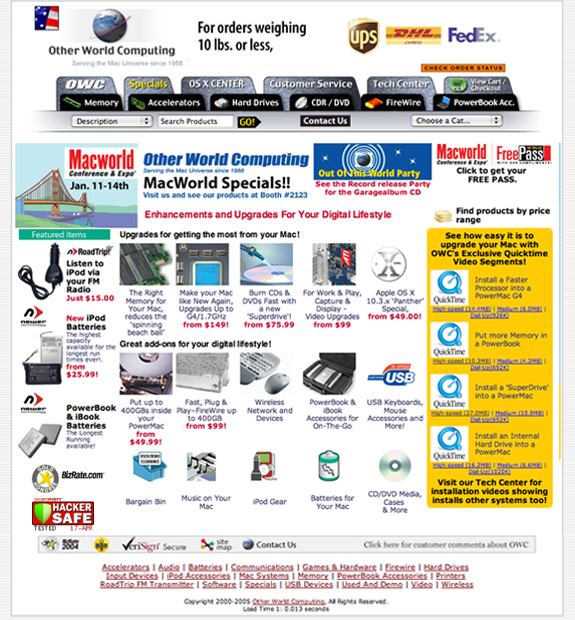 For orders weighing
10 lbs. or less,
ups
DHL
FedEx
Other World Computing
Serving the Mac Universe since 1988
CHECK ORDER STATUS
OWC
Specials
OS X CENTER
Customer Service
Tech Center
View Cart /
Checkout
Memory
Accelerators
Hard Drives
CDR / DVD
FireWire
PowerBook Acc.
Description
Search Products
GO!
Contact Us
Choose a Cat...
Macworld
Conference & Expo
Jan. 11-14th
Other World Computing
Serving the Mac Universe since 1988
MacWorld Specials!!
Visit us and see our products at Booth #2123
Out Of This World Party
See the Record release Party
for the Garagealbum CD
Macworld
Conference & Expo
FreePass
Click to get your
FREE PASS.
Enhancements and Upgrades For Your Digital Lifestyle
Find products by price
range
Featured Items
RoadTrip!
Listen to
iPod via
your FM
Radio
Just $15.00
newer
New iPod
Batteries
The highest
capacity
available for the
longest run
times ever!.
from
$25.99!
newer
PowerBook
& iBook
Batteries
The Longest
Running
available!
BizRate.com
HACKER
SAFE
TESTED 17-APR
Upgrades for getting the most from your Mac!
The Right
Memory for
Your Mac,
reduces the
"spinning
beach ball"
Make your Mac
like New Again,
Upgrades Up to
G4/1.7GHz
from $149!
Burn CDs &
DVDs Fast with
a new
'Superdrive'!
from $75.99
For Work & Play,
Capture &
Display -
Video Upgrades
from $99
Apple OS X
10.3.x 'Panther'
Special,
from $49.00!
Great add-ons for your digital lifestyle!
Put up to
400GBs inside
your
PowerMac
from
$49.99!
Fast, Plug &
Play-FireWire up
to 400GB
from $99!
Wireless
Network and
Devices
PowerBook &
iBook
Accessories for
On-The-Go
USB
USB Keyboards,
Mouse
Accessories and
More!
Bargain Bin
Music on Your
Mac
iPod Gear
Batteries for
Your Mac
CD/DVD Media,
Cases
& More
See how easy it is to
upgrade your Mac with
OWC's Exclusive Quicktime
Video Segments!
QuickTime
Install a Faster
Processor into a
PowerMac G4
High-speed (14.4MB) | Medium (6.0MB) |
Dial-Up(926K)
QuickTime
Put more Memory in
a PowerBook
High-speed (10.3MB) | Medium (4.3MB) |
Dial-Up(692K)
QuickTime
Install a 'SuperDrive'
into a PowerMac
High-speed (27.0MB) | Medium (10.9MB) |
QuickTime
Install an Internal
Hard Drive into a
PowerMac
High-speed (16.2MB) | Medium (6.6MB) |
Dial-Up(1020K)
Visit our Tech Center for
installation videos showing
installs other systems too!
VeriSign Secure
site
map
Contact Us
Click here for customer comments about OWC
Accelerators | Audio | Batteries | Communications | Games & Hardware | Firewire | Hard Drives
Input Devices | iPod Accessories | Mac Systems | Memory | PowerBook Accessories | Printers
RoadTrip FM Transmitter | Software | Specials | USB Devices | Used And Demo | Video | Wireless
Copyright 2000-2005 Other World Computing, All Rights Reserved.
Load Time 1: 0.013 seconds